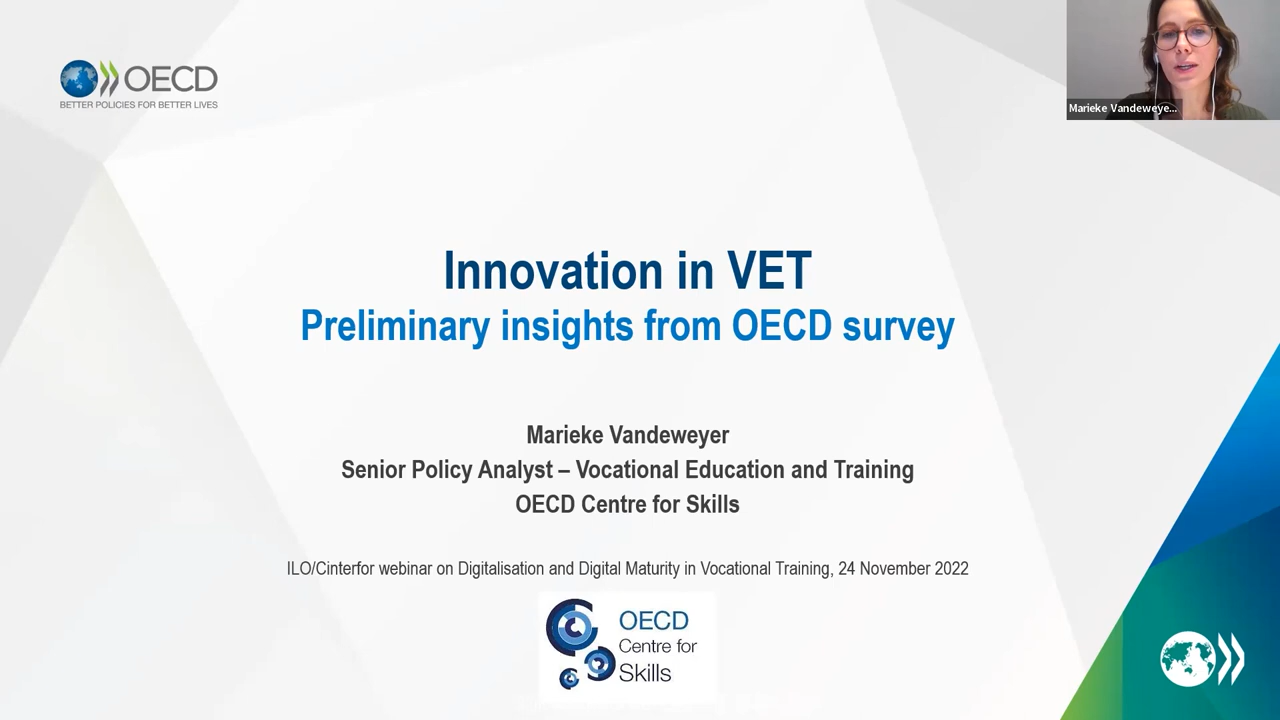 OECD
BETTER POLICIES FOR BETTER LIVES
Marieke Vandeweye...
Innovation in VET
Preliminary insights from OECD survey
Marieke Vandeweyer
Senior Policy Analyst – Vocational Education and Training
OECD Centre for Skills
ILO/Cinterfor webinar on Digitalisation and Digital Maturity in Vocational Training, 24 November 2022
OECD
Centre for
Skills